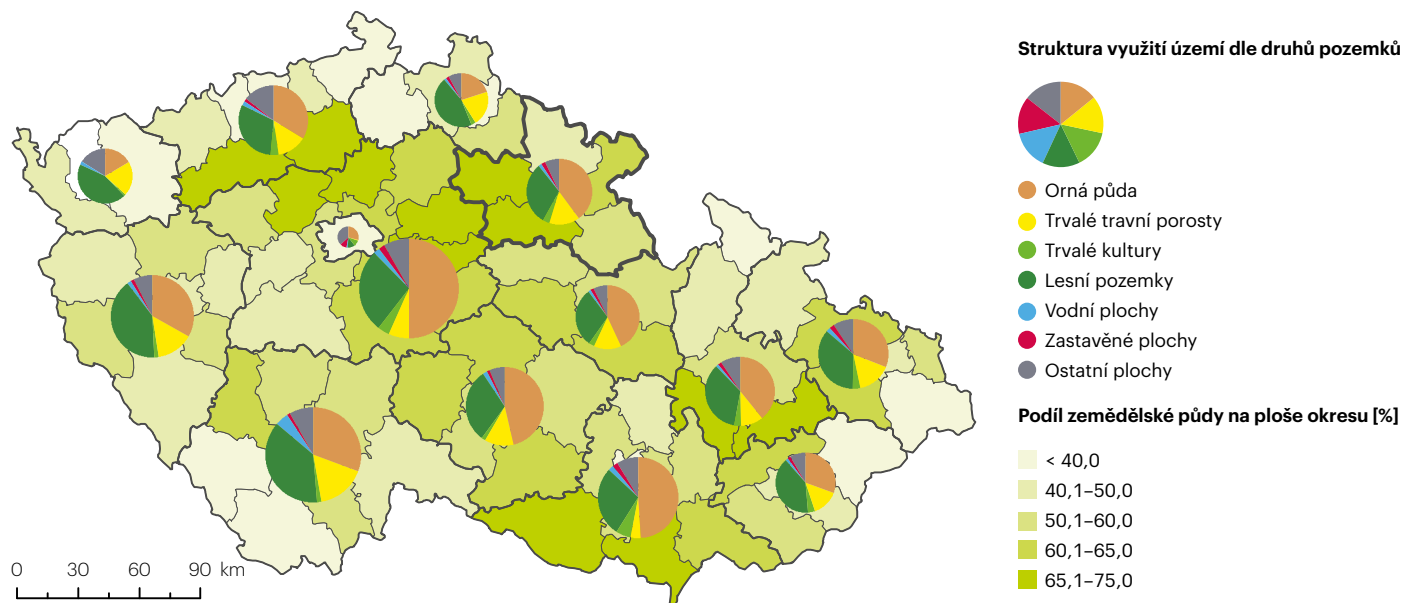 Struktura využití území dle druhů pozemků
Orná půda
Trvalé travní porosty
Trvalé kultury
Lesní pozemky
Vodní plochy
Zastavěné plochy
Ostatní plochy
Podíl zemědělské půdy na ploše okresu [%]
< 40,0
40,1–50,0
50,1–60,0
60,1–65,0
65,1–75,0
0 30 60 90 km